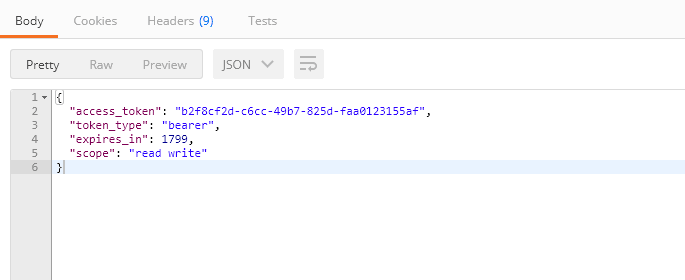 Body Cookies Headers (9) Tests
Pretty Raw Preview JSON
1 {
2 "access_token": "b2f8cf2d-c6cc-49b7-825d-faa0123155af",
3 "token_type": "bearer",
4 "expires_in": 1799,
5 "scope": "read write"
6 }